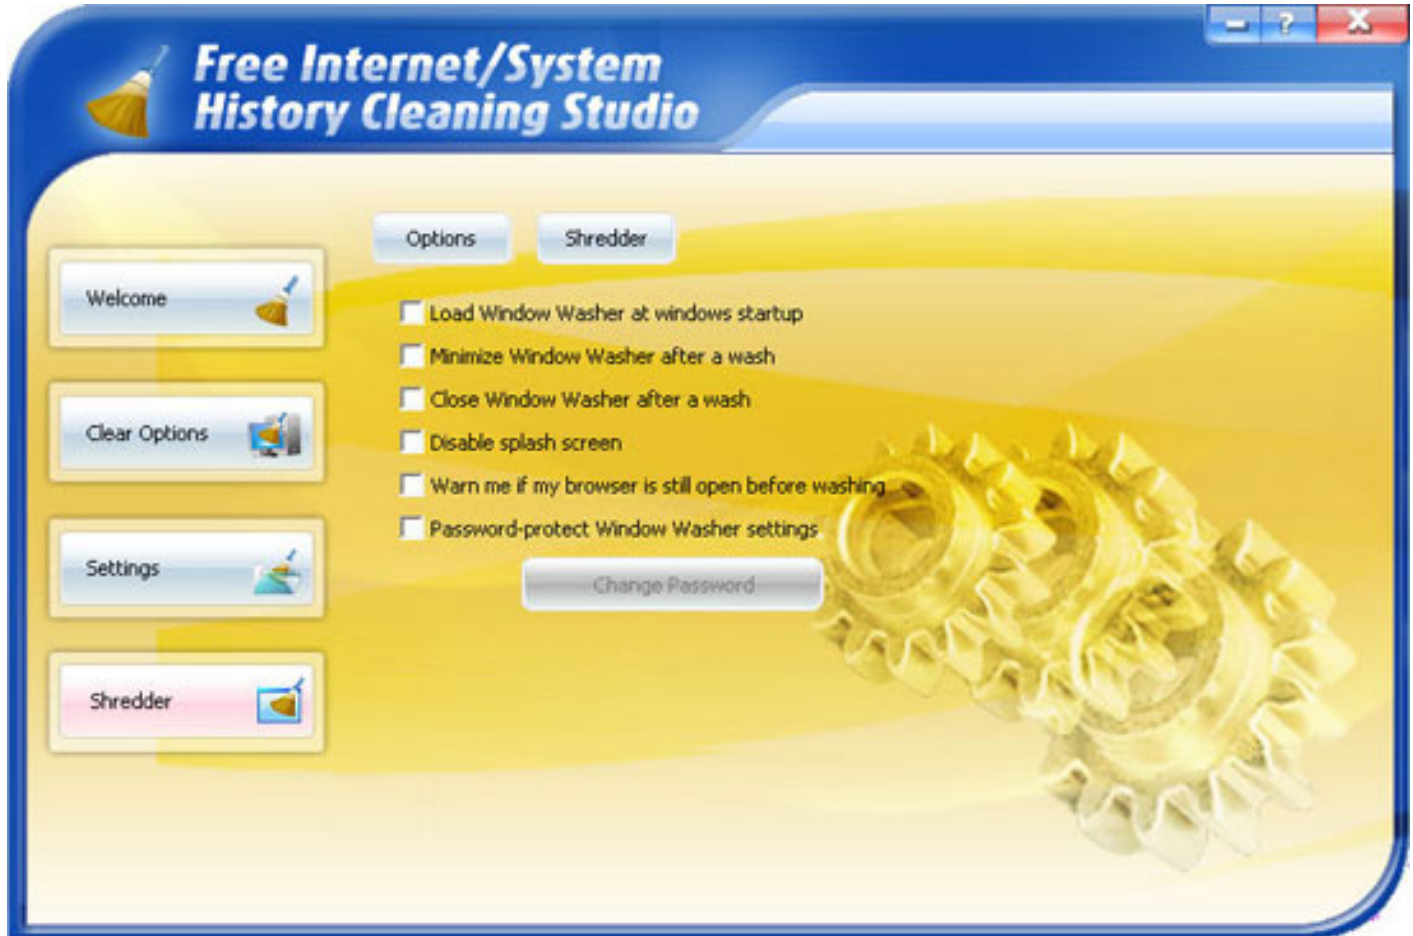 Free Internet/System
History Cleaning Studio
?
Options
Shredder
Welcome
Clear Options
Settings
Shredder
Load Window Washer at windows startup
Minimize Window Washer after a wash
Close Window Washer after a wash
Disable splash screen
Warn me if my browser is still open before washing
Password-protect Window Washer settings
Change Password